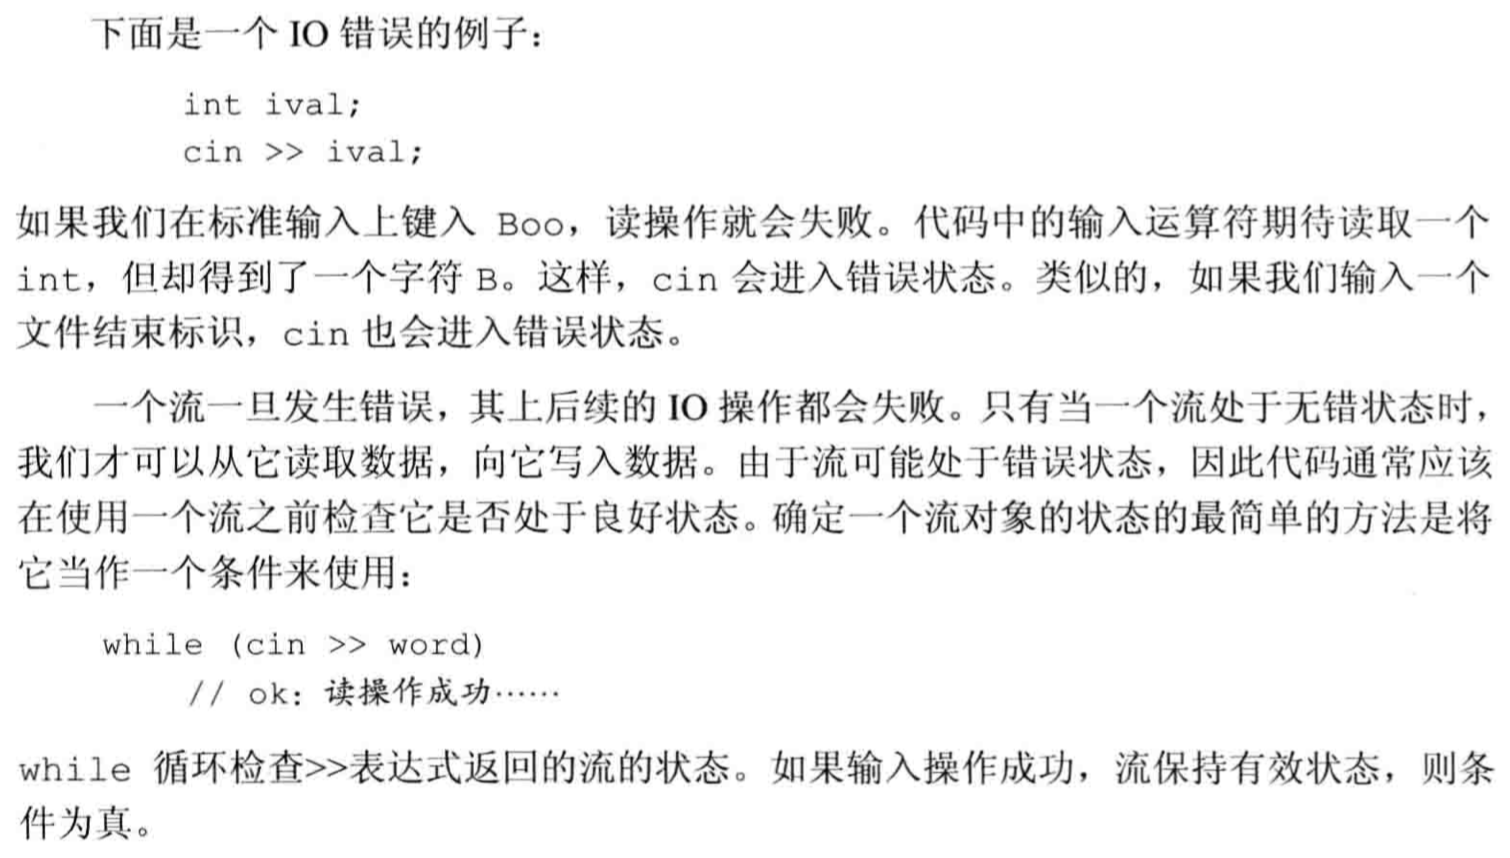 下面是一个 IO 错误的例子：
int ival;
cin >> ival;
如果我们在标准输入上键入 Boo，读操作就会失败。代码中的输入运算符期待读取一个
int，但却得到了一个字符 B。这样，cin 会进入错误状态。类似的，如果我们输入一个
文件结束标识，cin 也会进入错误状态。
一个流一旦发生错误，其上后续的 IO 操作都会失败。只有当一个流处于无错状态时，
我们才可以从它读取数据，向它写入数据。由于流可能处于错误状态，因此代码通常应该
在使用一个流之前检查它是否处于良好状态。确定一个流对象的状态的最简单的方法是将
它当作一个条件来使用：
while (cin >> word)
// ok: 读操作成功……
while 循环检查>>表达式返回的流的状态。如果输入操作成功，流保持有效状态，则条
件为真。